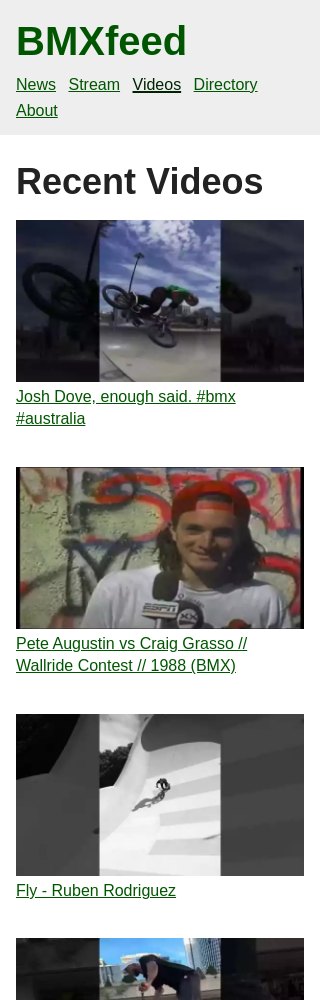 BMXfeed
News Stream Videos Directory
About
Recent Videos
Josh Dove, enough said. #bmx
#australia
ESPN
Pete Augustin vs Craig Grasso //
Wallride Contest // 1988 (BMX)
Fly - Ruben Rodriguez